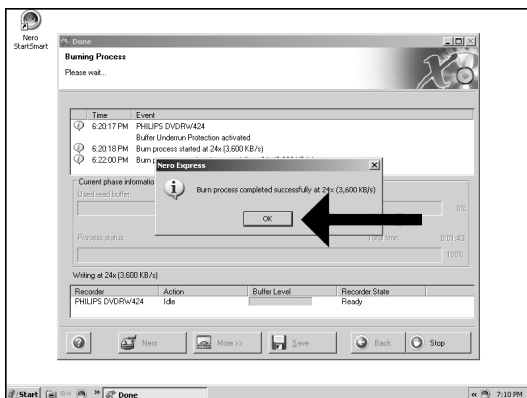 Nero
StartSmart
Done
Burning Process
Please wait...
Time Event
6:20:17 PM PHILIPS DVDRW424
Buffer Underrun Protection activated
6:20:18 PM Burn process started at 24x (3,600 KB/s)
6:22:00 PM Burn
Nero Express
Burn process completed successfully at 24x (3,600 KB/s)
OK
Current phase informatio
Used read buffer:
0%
Process status:
Total time: 0:01:43
100%
Writing at 24x (3,600 KB/s)
Recorder Action Buffer Level Recorder State
PHILIPS DVDRW424 Idle Ready
Nero More >> Save Back Stop
Start » Done « 7:10 PM